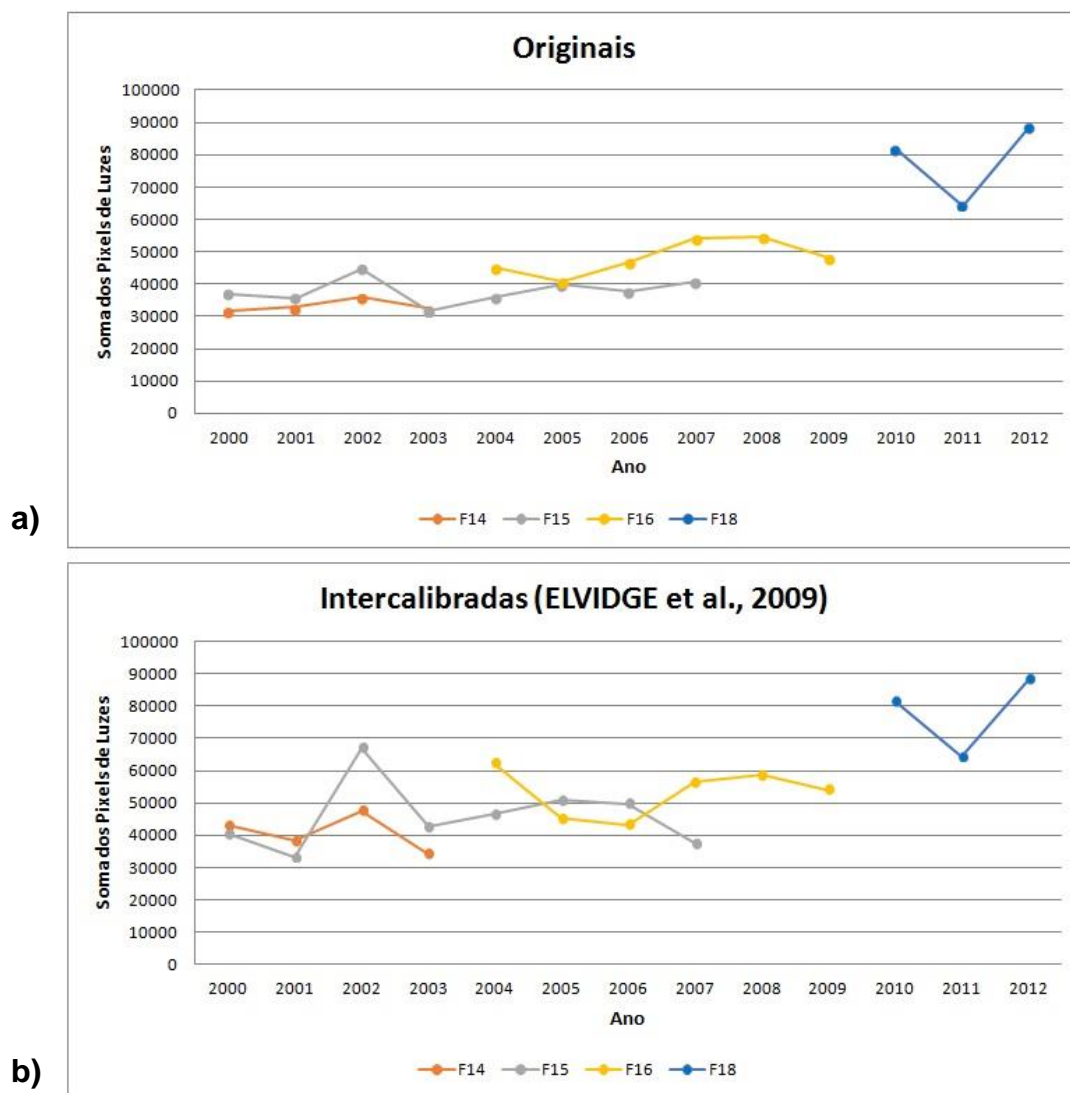 Originais
100000
90000
80000
70000
60000
50000
40000
30000
20000
10000
0
Soma dos Pixels de Luzes
2000 2001 2002 2003 2004 2005 2006 2007 2008 2009 2010 2011 2012
Ano
F14 F15 F16 F18
a)
Intercalibradas (ELVIDGE et al., 2009)
100000
90000
80000
70000
60000
50000
40000
30000
20000
10000
0
Soma dos Pixels de Luzes
2000 2001 2002 2003 2004 2005 2006 2007 2008 2009 2010 2011 2012
Ano
F14 F15 F16 F18
b)